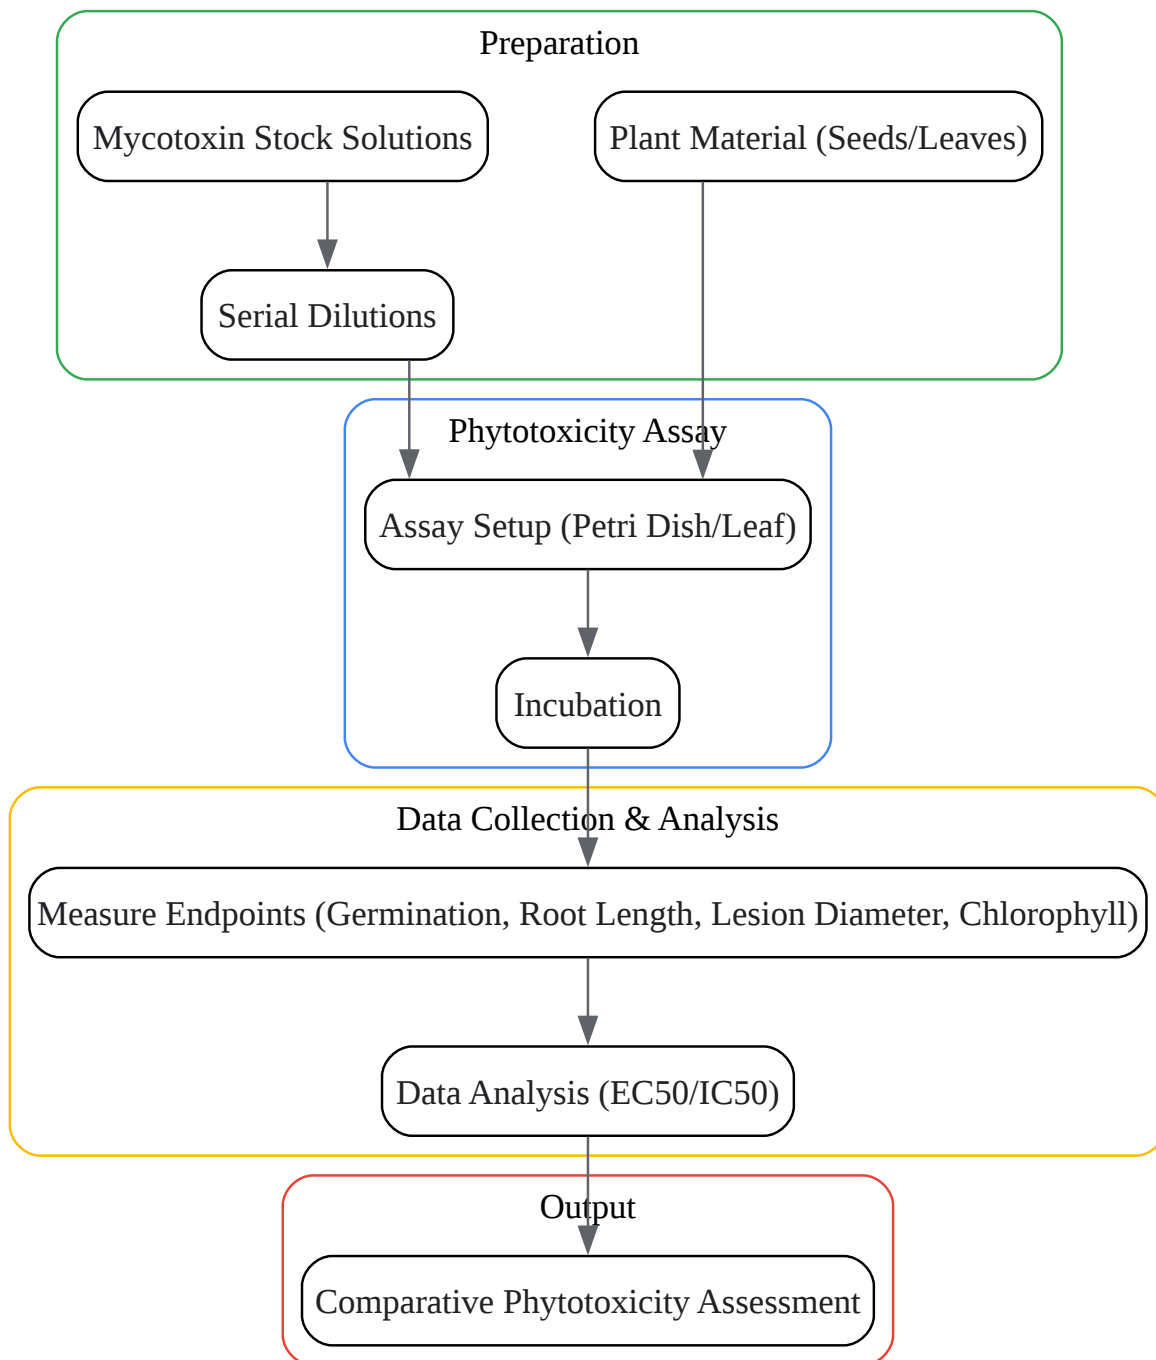 Preparation
Mycotoxin Stock Solutions
Plant Material (Seeds/Leaves)
Serial Dilutions
Phytotoxicity Assay
Assay Setup (Petri Dish/Leaf)
Incubation
Data Collection & Analysis
Measure Endpoints (Germination, Root Length, Lesion Diameter, Chlorophyll)
Data Analysis (EC50/IC50)
Output
Comparative Phytotoxicity Assessment